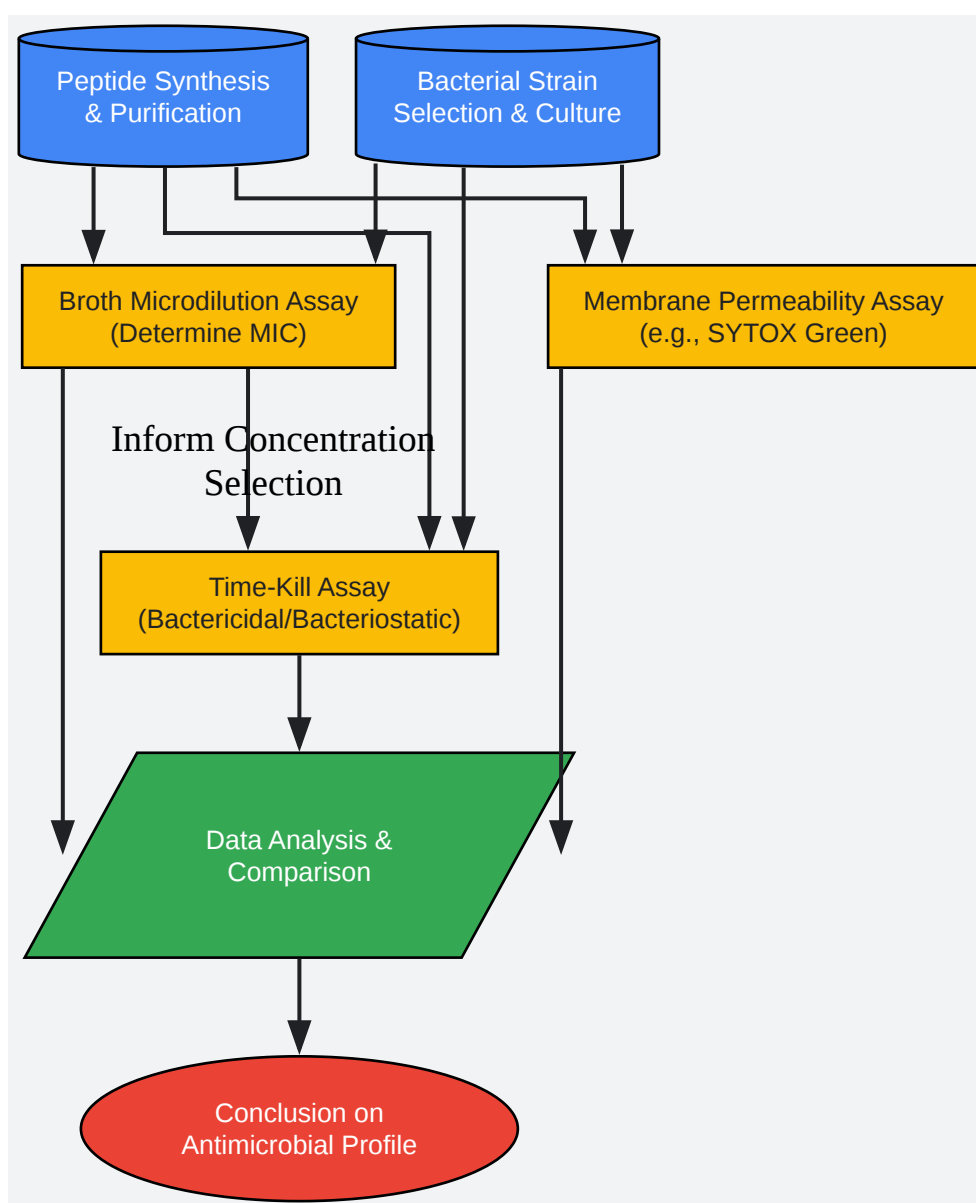 Peptide Synthesis
& Purification
Bacterial Strain
Selection & Culture
Broth Microdilution Assay
(Determine MIC)
Membrane Permeability Assay
(e.g., SYTOX Green)
Inform Concentration
Selection
Time-Kill Assay
(Bactericidal/Bacteriostatic)
Data Analysis &
Comparison
Conclusion on
Antimicrobial Profile